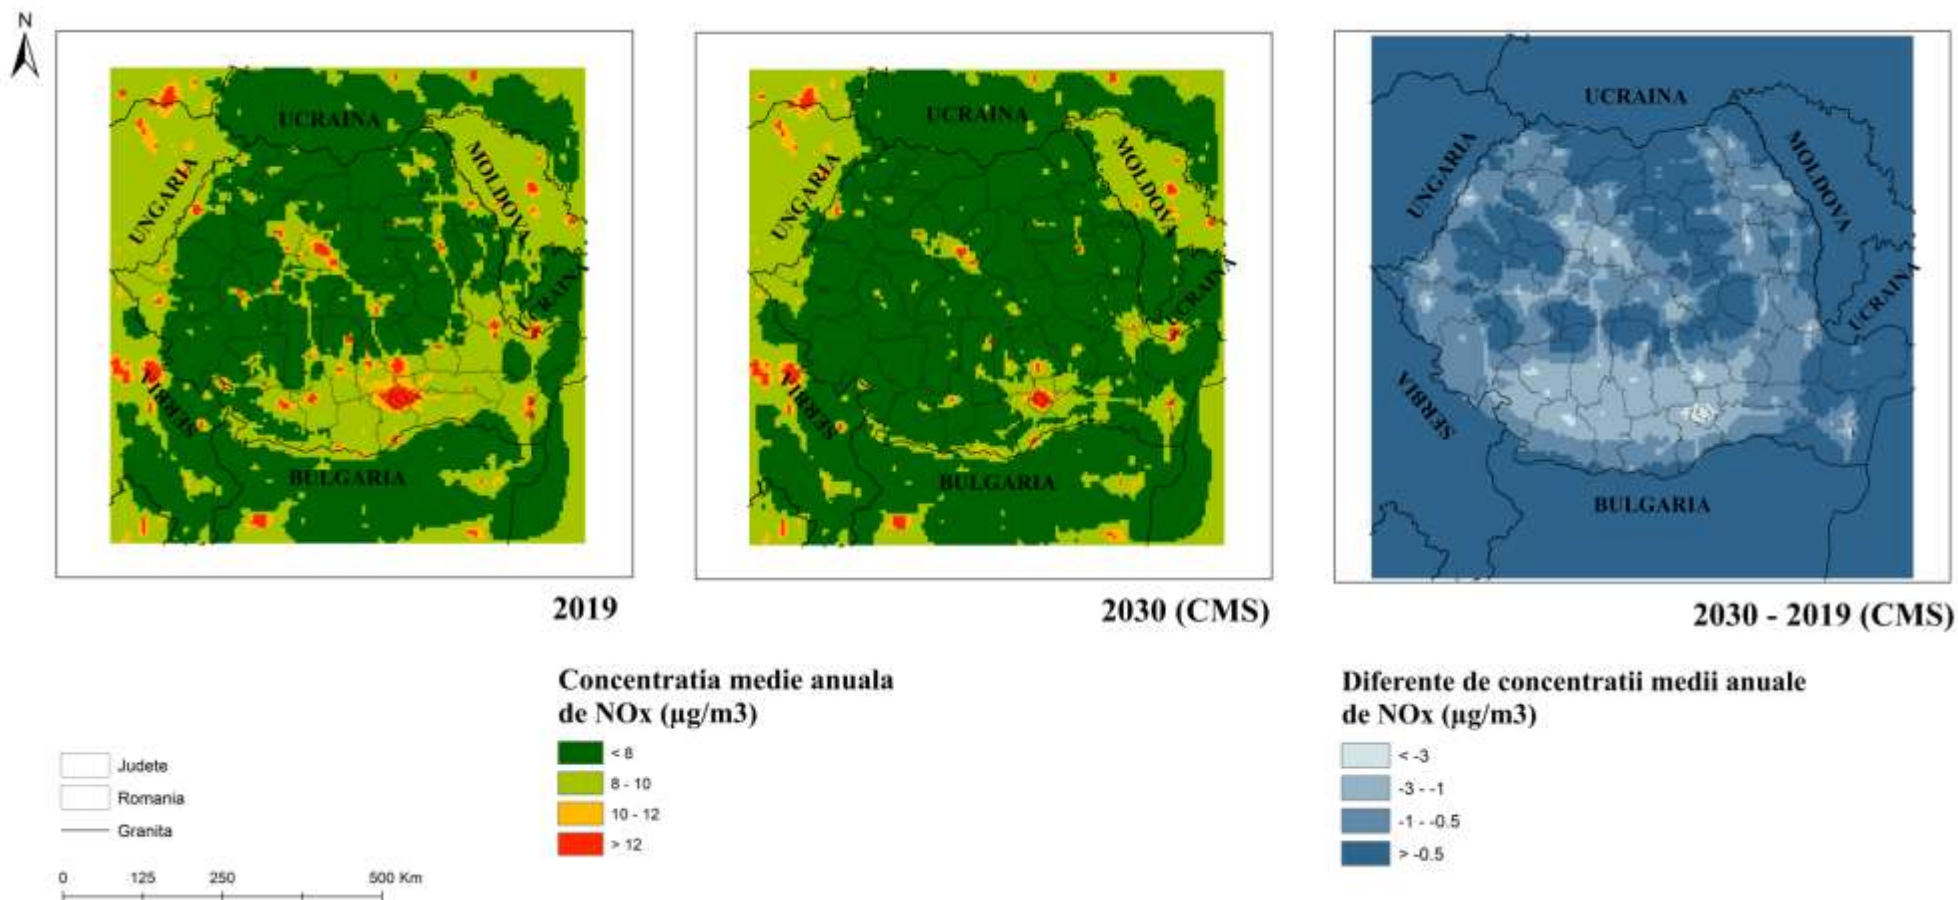 N
UCRAINA
UNGARIA
MOLDOVA
UCRAINA
SERBIA
BULGARIA
2019
UCRAINA
UNGARIA
MOLDOVA
UCRAINA
SERBIA
BULGARIA
2030 (CMS)
UCRAINA
UNGARIA
MOLDOVA
UCRAINA
SERBIA
BULGARIA
2030 - 2019 (CMS)
Concentratia medie anuala
de NOx (μg/m3)
< 8
8 - 10
10 - 12
> 12
Diferente de concentratii medii anuale
de NOx (μg/m3)
< -3
-3 - -1
-1 - -0.5
> -0.5
Judete
Romania
Granita
0 125 250 500 Km